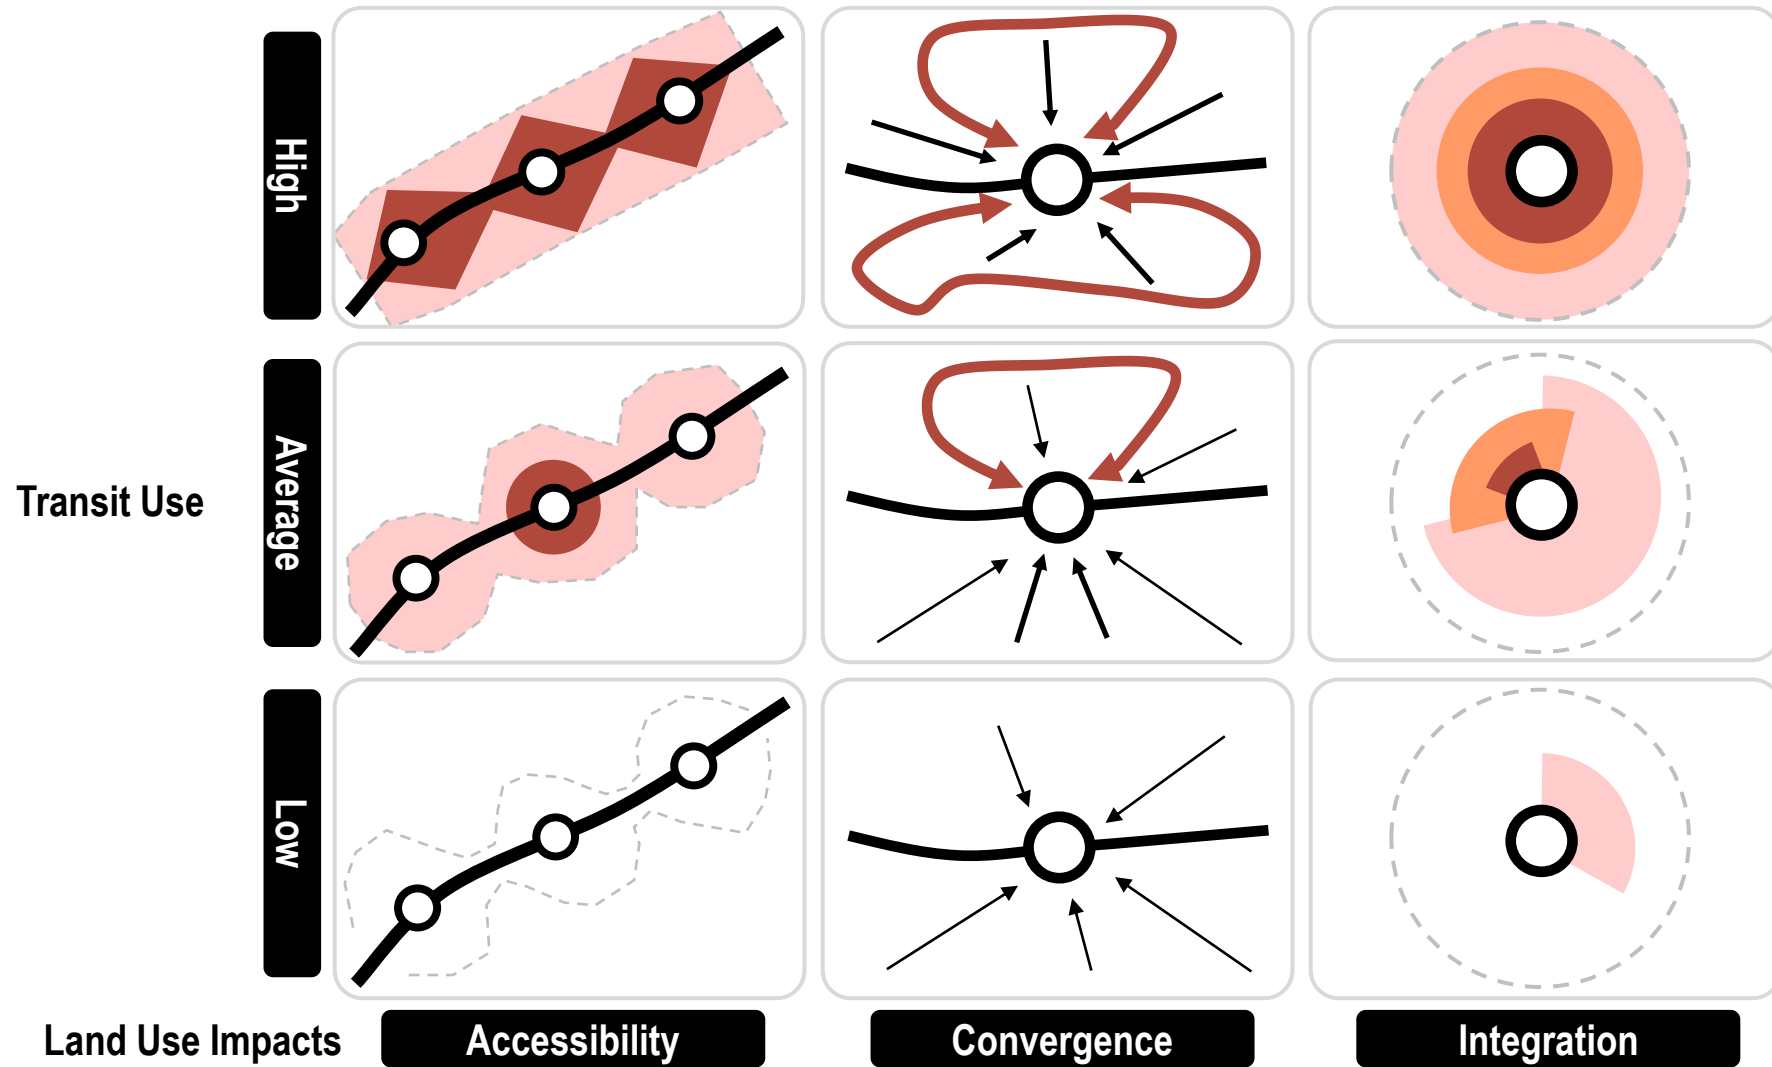 High
Average
Transit Use
Low
Land Use Impacts
Accessibility
Convergence
Integration